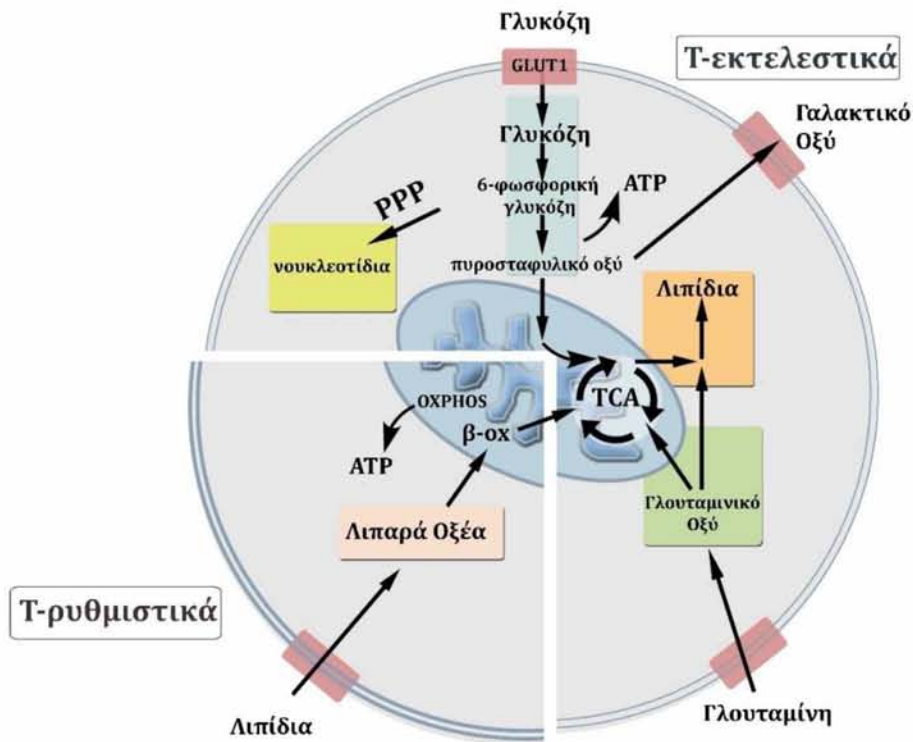 Γλυκόζη
GLUT1
Τ-εκτελεστικά
Γαλακτικό
Οξύ
Γλυκόζη
6-φωσφορική
γλυκόζη
ATP
PPP
νουκλεοτίδια
πυροσταφυλικό οξύ
Λιπίδια
TCA
OXPHOS
β-οx
ATP
Γλουταμινικό
Οξύ
Λιπαρά Οξέα
Τ-ρυθμιστικά
Λιπίδια
Γλουταμίνη